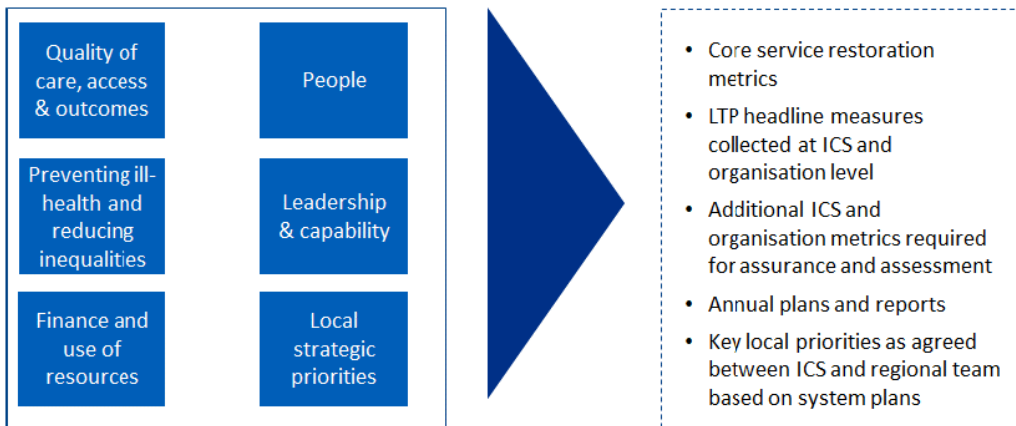 Quality of
care, access
& outcomes
People
Preventing ill-
health and
reducing
inequalities
Leadership
& capability
Finance and
use of
resources
Local
strategic
priorities
• Core service restoration
metrics
• LTP headline measures
collected at ICS and
organisation level
• Additional ICS and
organisation metrics required
for assurance and assessment
• Annual plans and reports
• Key local priorities as agreed
between ICS and regional team
based on system plans